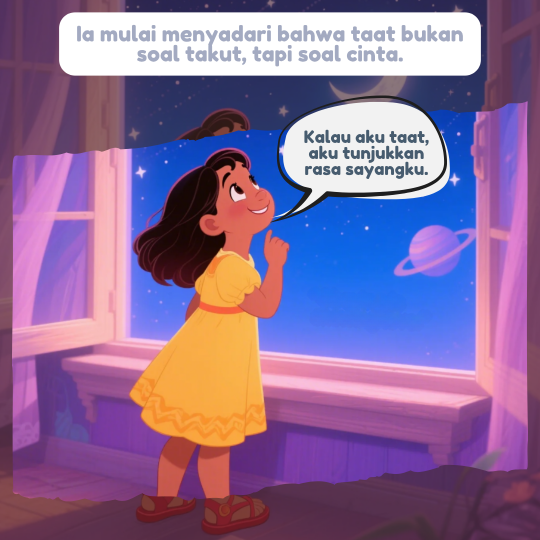 Ia mulai menyadari bahwa taat bukan
soal takut, tapi soal cinta.
Kalau aku taat,
aku tunjukkan
rasa sayangku.